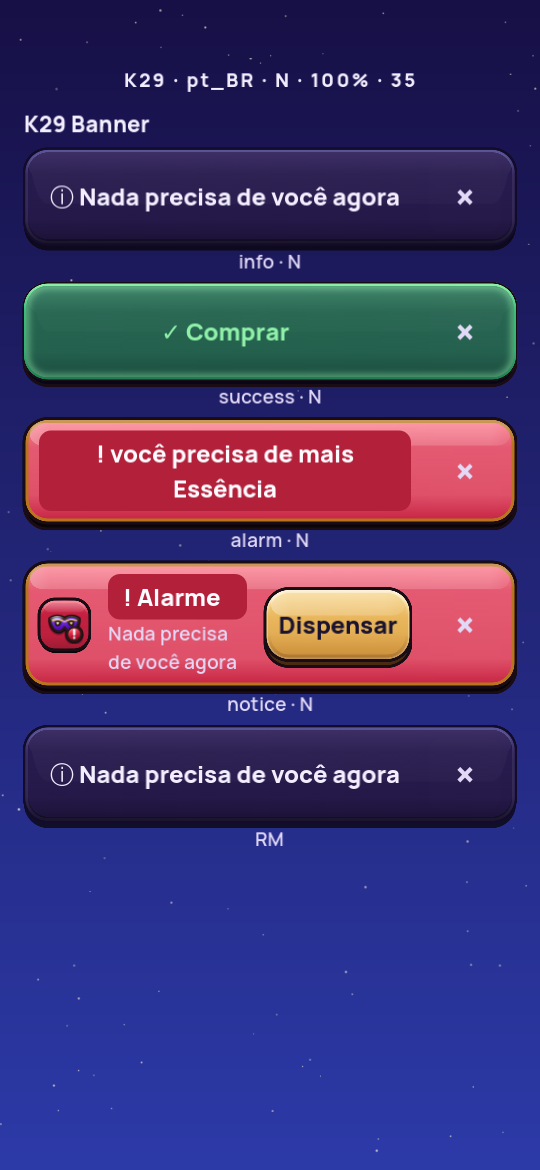 K29 · pt_BR · N · 100% · 35
K29 Banner
ⓘ Nada precisa de você agora ×
info · N
✓ Comprar ×
success · N
! você precisa de mais
Essência ×
alarm · N
! Alarme
Nada precisa
de você agora
Dispensar ×
notice · N
ⓘ Nada precisa de você agora ×
RM